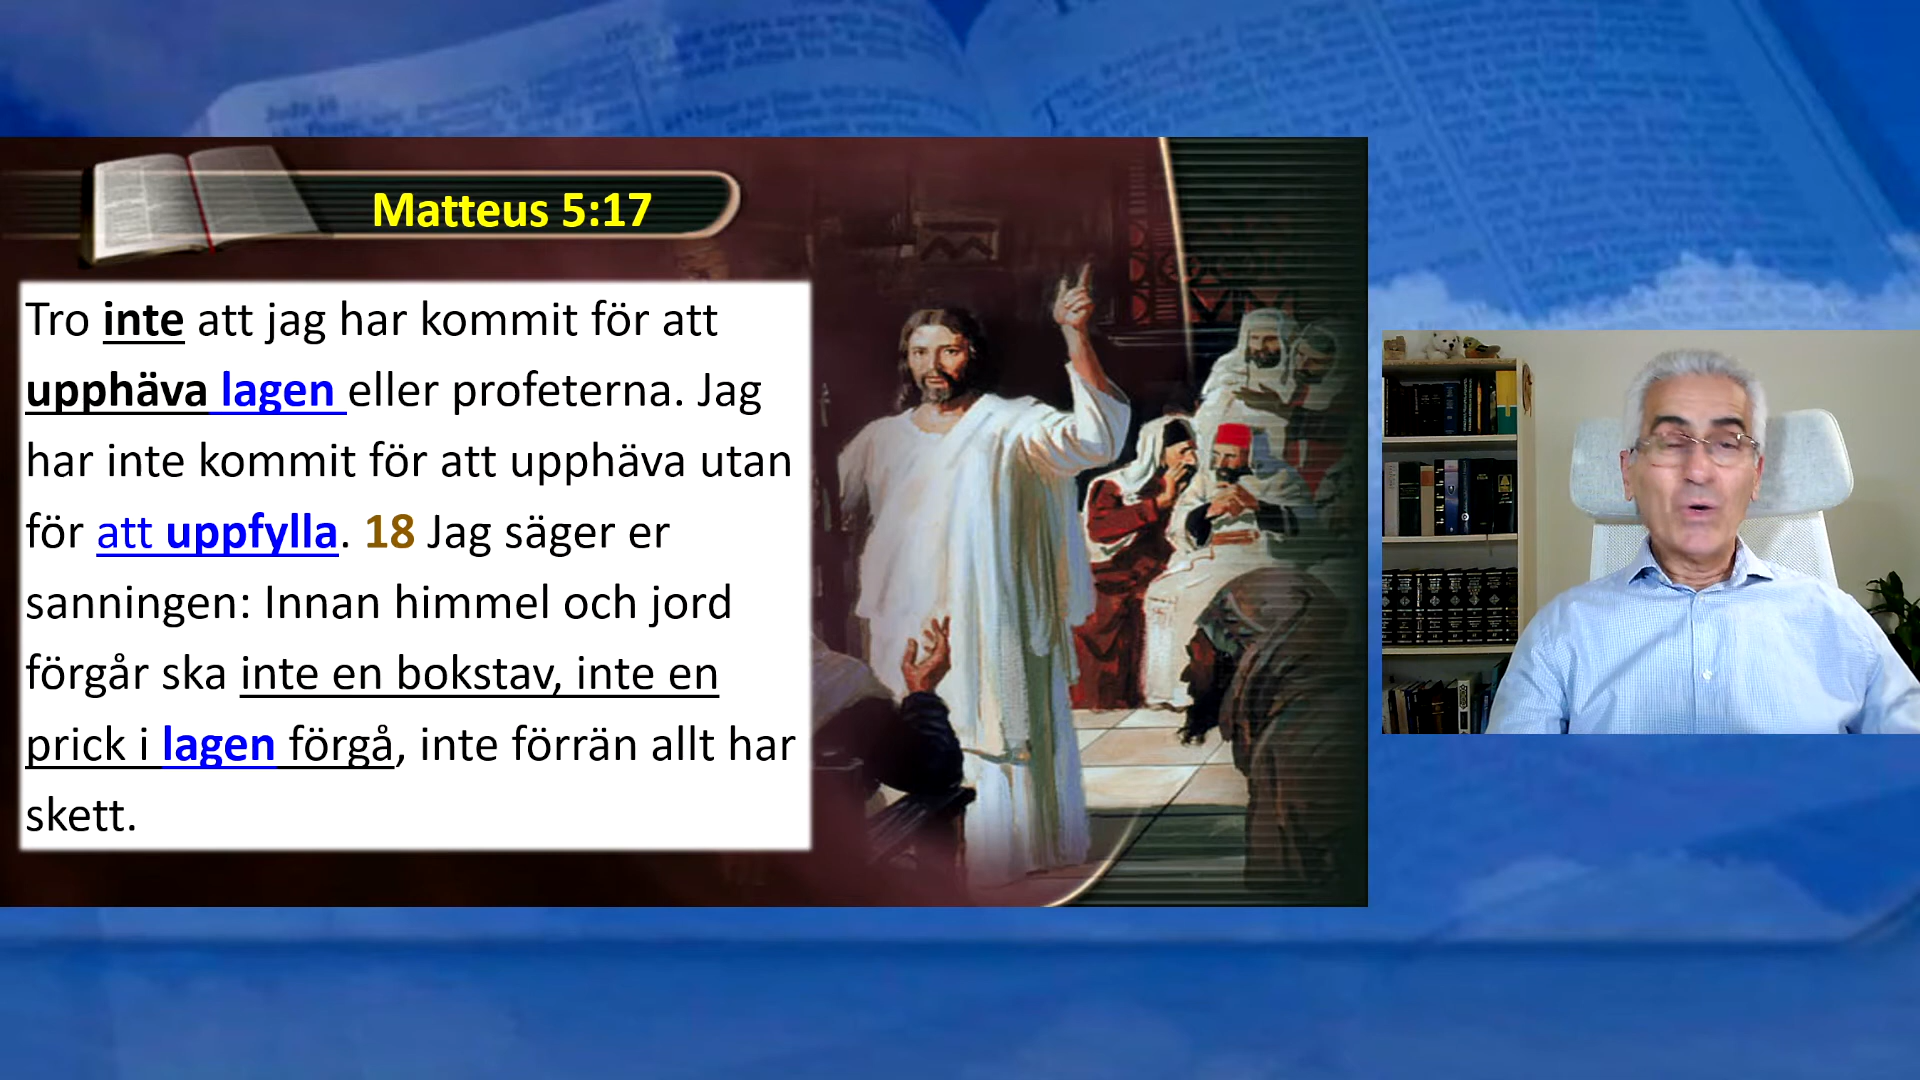 Matteus 5:17
Tro inte att jag har kommit för att
upphäva lagen eller profeterna. Jag
har inte kommit för att upphäva utan
för att uppfylla. 18 Jag säger er
sanningen: Innan himmel och jord
förgår ska inte en bokstav, inte en
prick i lagen förgå, inte förrän allt har
skett.